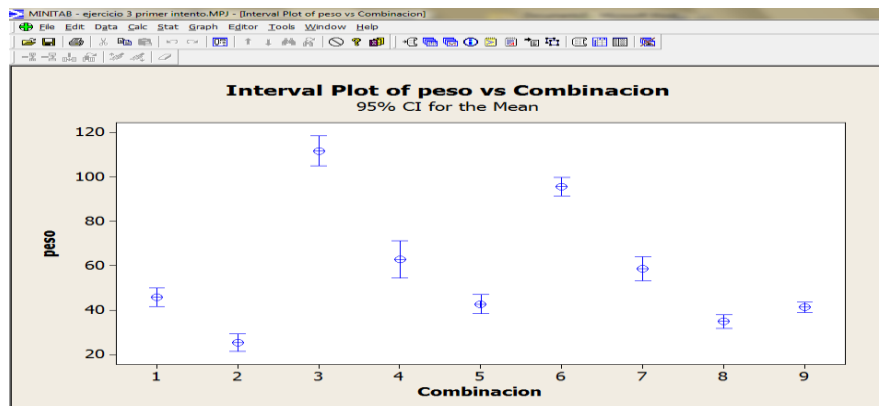 MINITAB - ejercicio 3 primer intento.MPJ - [Interval Plot of peso vs Combinacion]
File Edit Data Calc Stat Graph Editor Tools Window Help
Interval Plot of peso vs Combinacion
95% CI for the Mean
120
100
80
60
40
20
peso
1 2 3 4 5 6 7 8 9
Combinacion